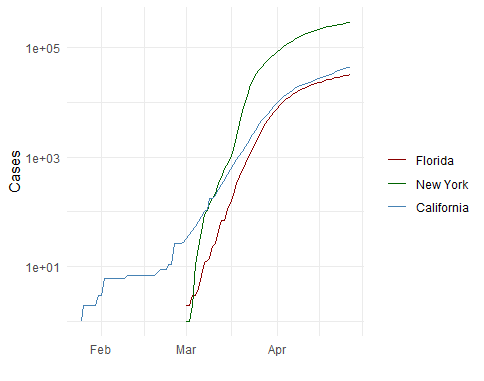 1e+05
1e+03
1e+01
Cases
Feb Mar Apr
Florida
New York
California